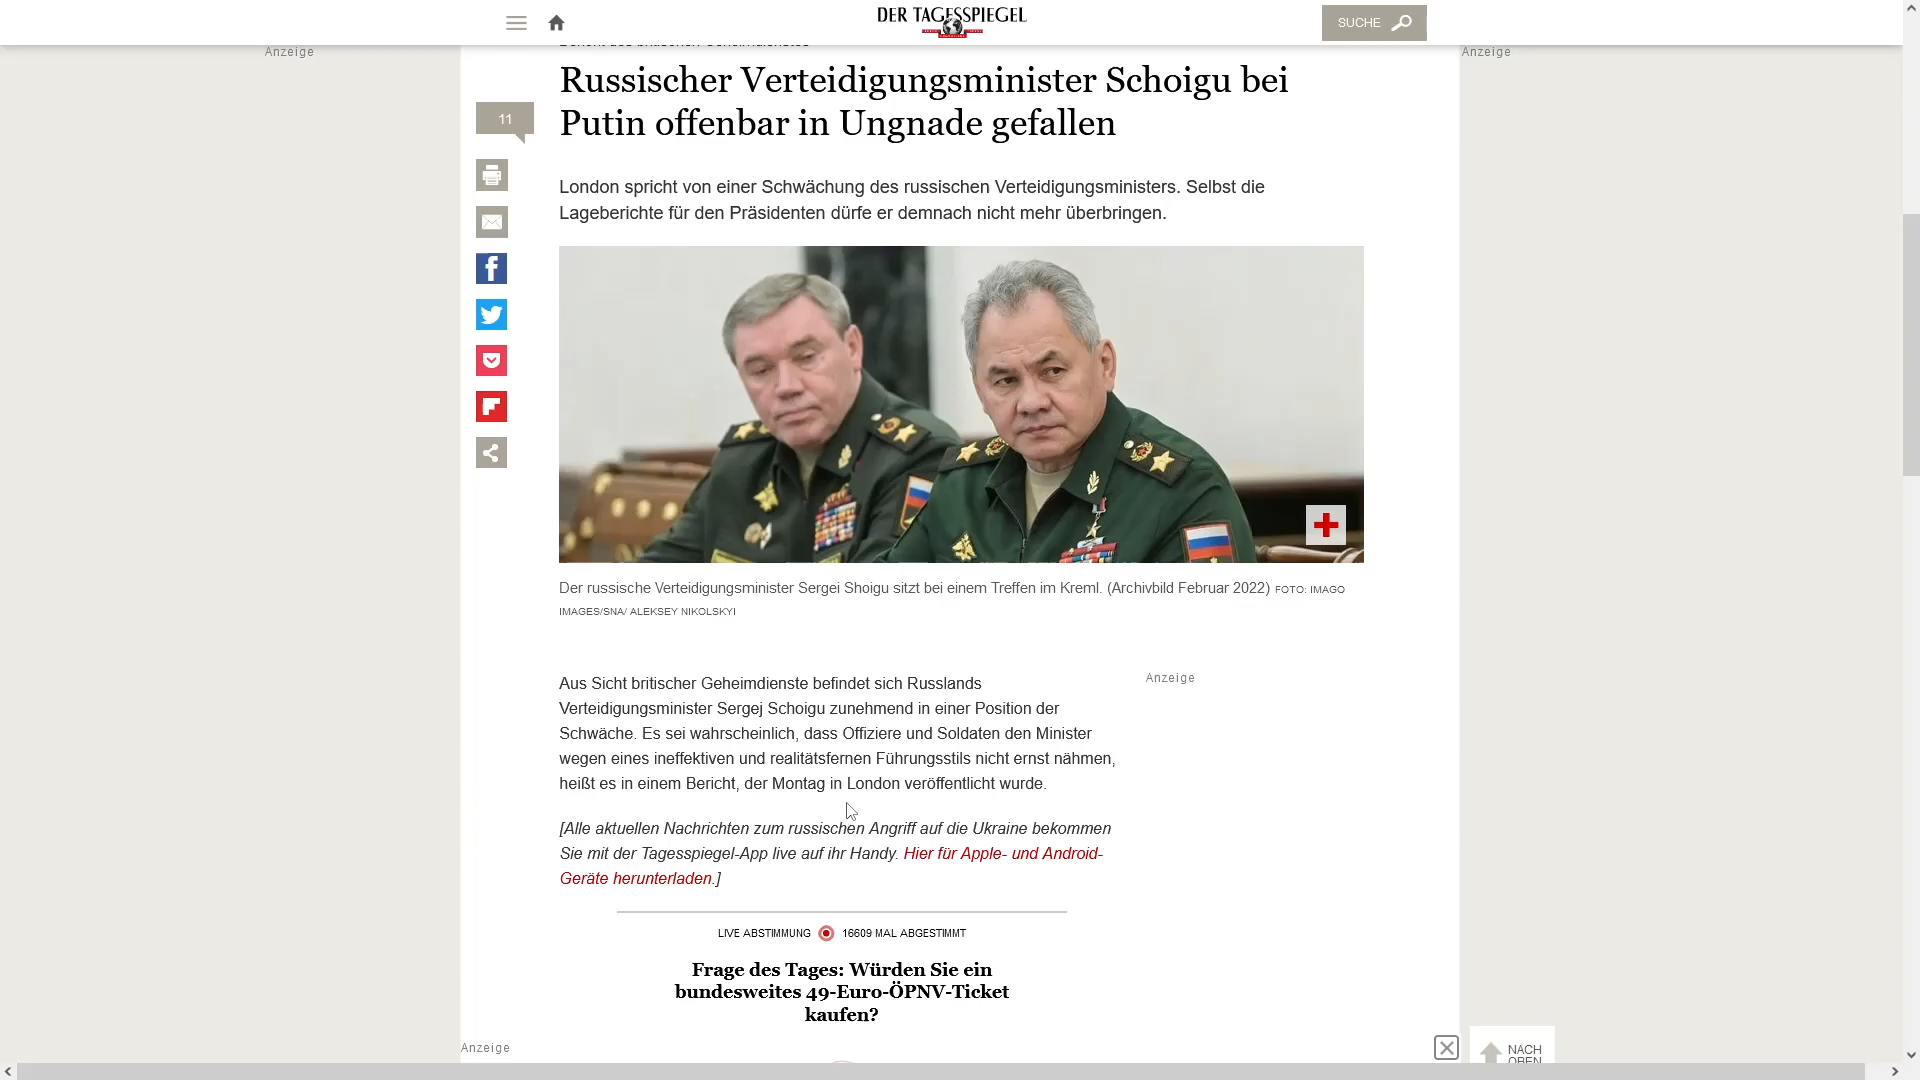 DER TAGESSPIEGEL
SUCHE
Anzeige
Anzeige
Bericht des britischen Geheimdienstes
Russischer Verteidigungsminister Schoigu bei
Putin offenbar in Ungnade gefallen
11
London spricht von einer Schwächung des russischen Verteidigungsministers. Selbst die
Lageberichte für den Präsidenten dürfe er demnach nicht mehr überbringen.
Der russische Verteidigungsminister Sergei Shoigu sitzt bei einem Treffen im Kreml. (Archivbild Februar 2022) FOTO: IMAGO
IMAGES/SNA/ ALEKSEY NIKOLSKYI
Aus Sicht britischer Geheimdienste befindet sich Russlands
Verteidigungsminister Sergej Schoigu zunehmend in einer Position der
Schwäche. Es sei wahrscheinlich, dass Offiziere und Soldaten den Minister
wegen eines ineffektiven und realitätsfernen Führungsstils nicht ernst nähmen,
heißt es in einem Bericht, der Montag in London veröffentlicht wurde.
Anzeige
[Alle aktuellen Nachrichten zum russischen Angriff auf die Ukraine bekommen
Sie mit der Tagesspiegel-App live auf ihr Handy. Hier für Apple- und Android-
Geräte herunterladen.]
LIVE ABSTIMMUNG 16609 MAL ABGESTIMMT
Frage des Tages: Würden Sie ein
bundesweites 49-Euro-ÖPNV-Ticket
kaufen?
Anzeige
NACH
OBEN